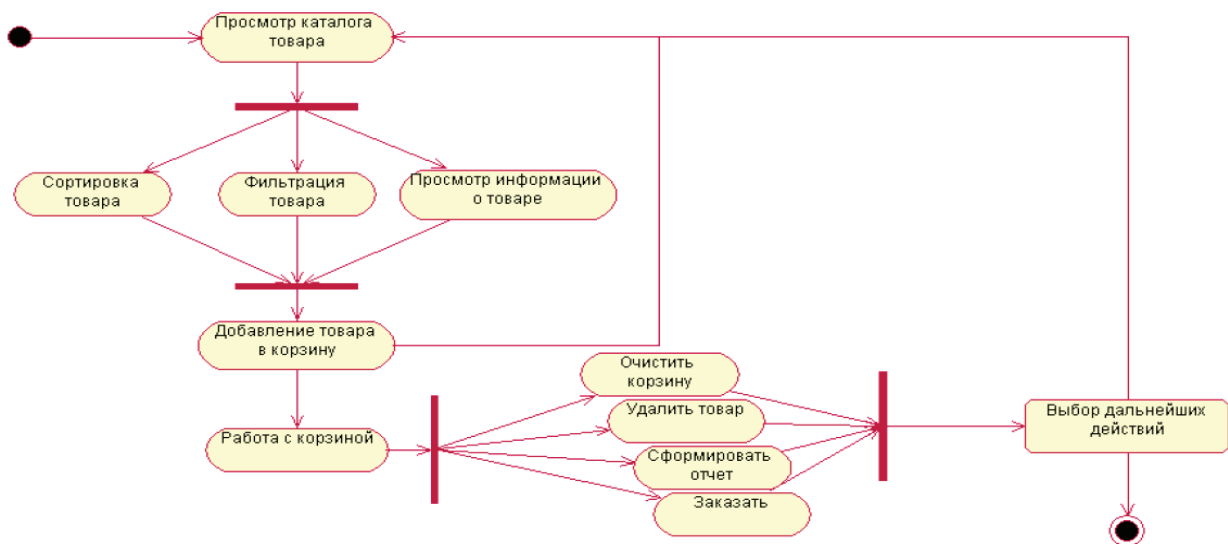 Просмотр каталога
товара
Сортировка
товара
Фильтрация
товара
Просмотр информации
о товаре
Добавление товара
в корзину
Работа с корзиной
Очистить
корзину
Удалить товар
Сформировать
отчет
Заказать
Выбор дальнейших
действий